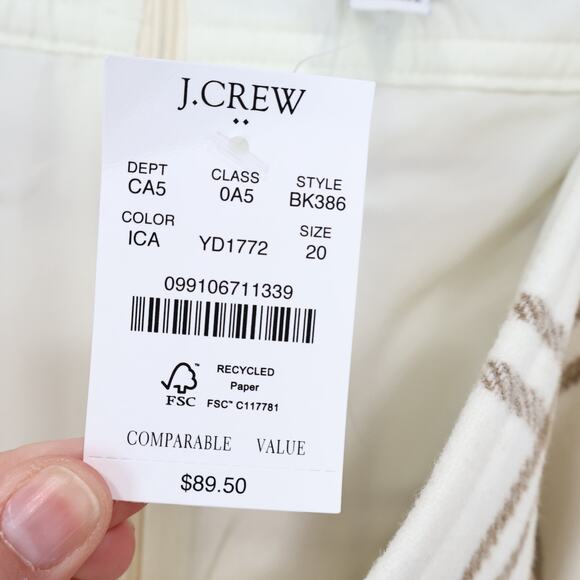 J.CREW
DEPT CLASS STYLE
CA5 0A5 BK386
COLOR SIZE
ICA YD1772 20
099106711339
RECYCLED
Paper
FSC™ FSC™ C117781
COMPARABLE VALUE
$89.50